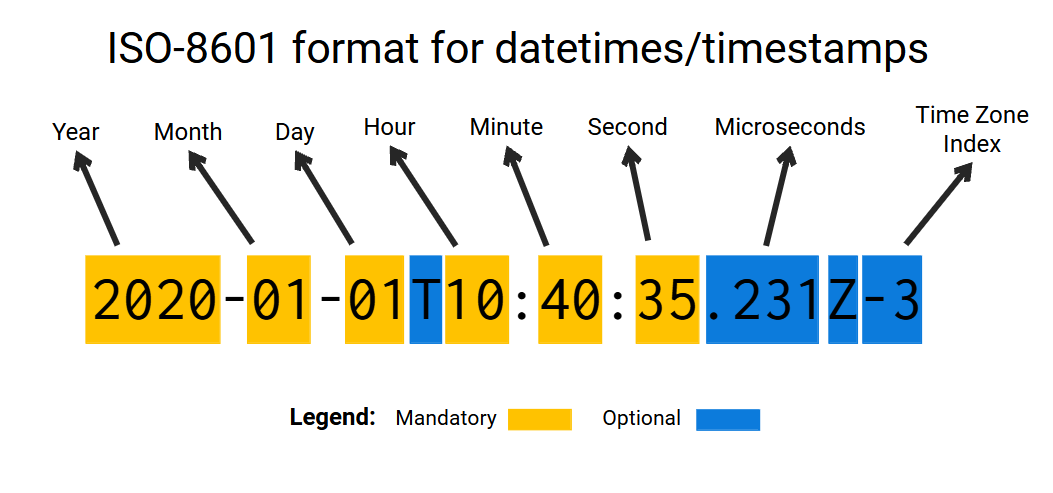 ISO-8601 format for datetimes/timestamps
Year Month Day Hour Minute Second Microseconds Time Zone
Index
2020-01-01T10:40:35.231Z-3
Legend: Mandatory Optional